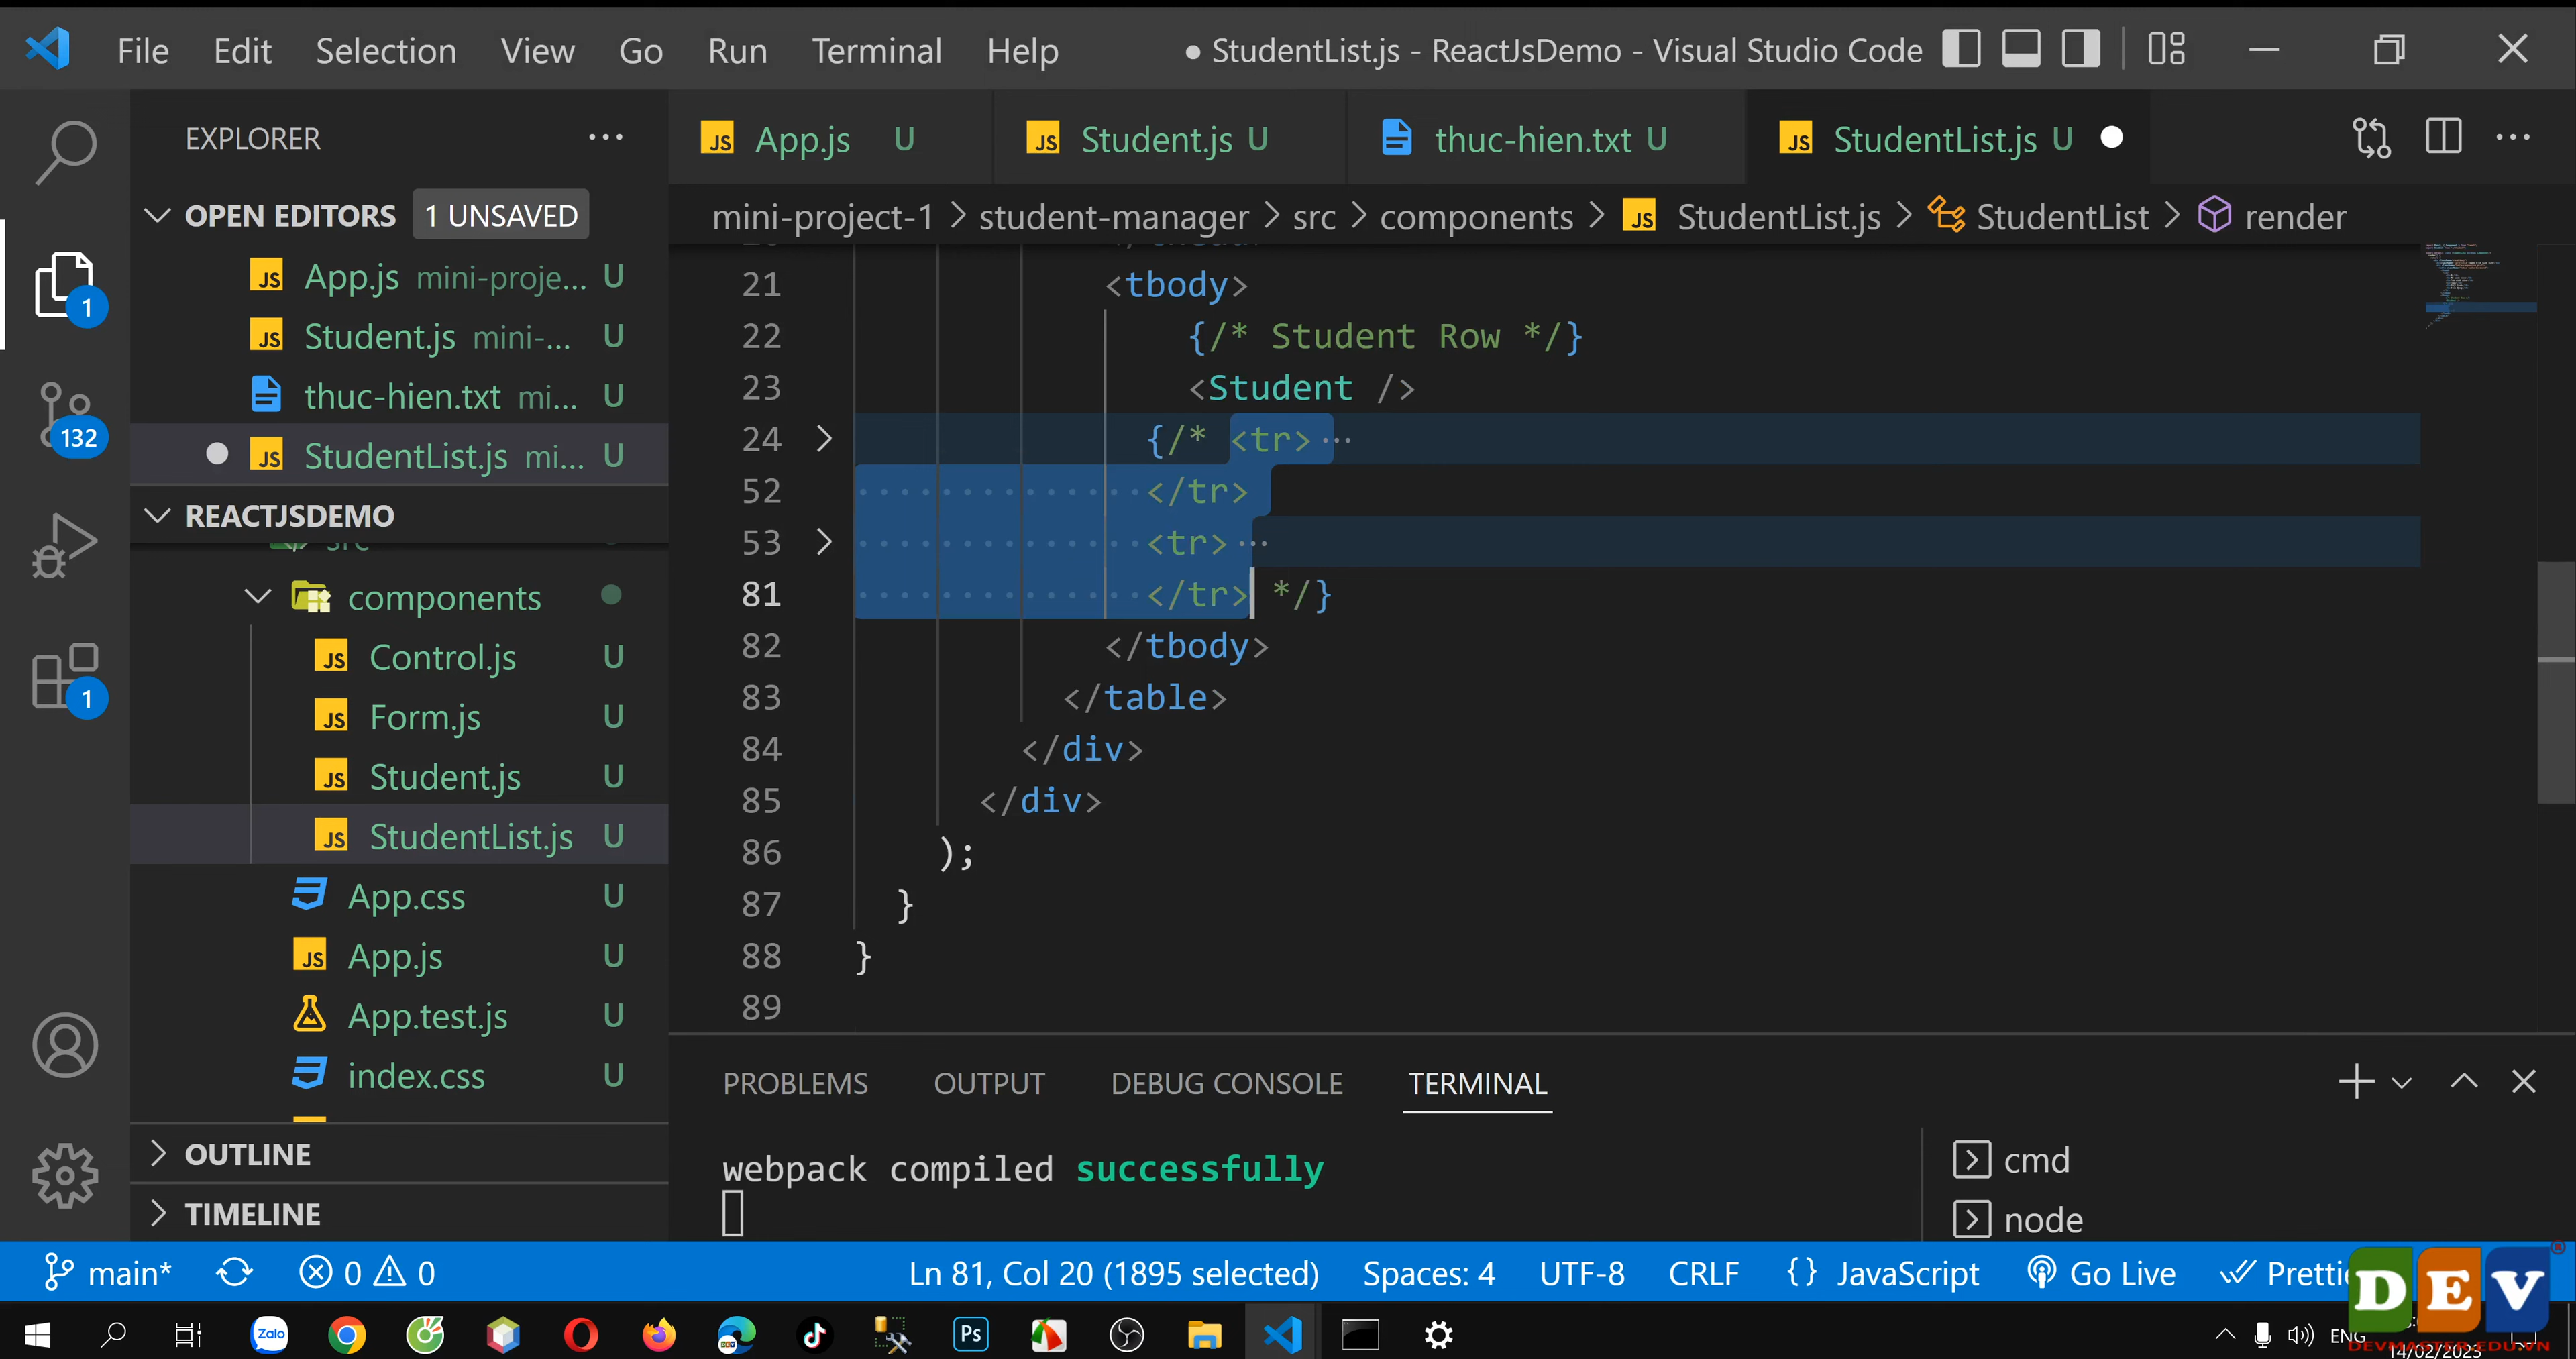 File Edit Selection View Go Run Terminal Help ● StudentList.js - ReactJsDemo - Visual Studio Code
EXPLORER
App.js U Student.js U thuc-hien.txt U StudentList.js U
OPEN EDITORS 1 UNSAVED
mini-project-1 > student-manager > src > components > StudentList.js > StudentList > render
App.js mini-proje... U
Student.js mini-... U
thuc-hien.txt mi... U
StudentList.js mi... U
REACTJSDEMO
src
components
Control.js U
Form.js U
Student.js U
StudentList.js U
App.css U
App.js U
App.test.js U
index.css U
OUTLINE
TIMELINE
21 <tbody>
22 {/* Student Row */}
23 <Student />
24 {/* <tr>···
52 </tr>
53 <tr>···
81 </tr> */}
82 </tbody>
83 </table>
84 </div>
85 </div>
86 );
87 }
88 }
89
PROBLEMS OUTPUT DEBUG CONSOLE TERMINAL
webpack compiled successfully
cmd
node
1
132
1
main* 0 0 Ln 81, Col 20 (1895 selected) Spaces: 4 UTF-8 CRLF {} JavaScript Go Live
DEV
DEVMASTER.EDU.VN
Zalo
Ps
ENG
14/02/2023